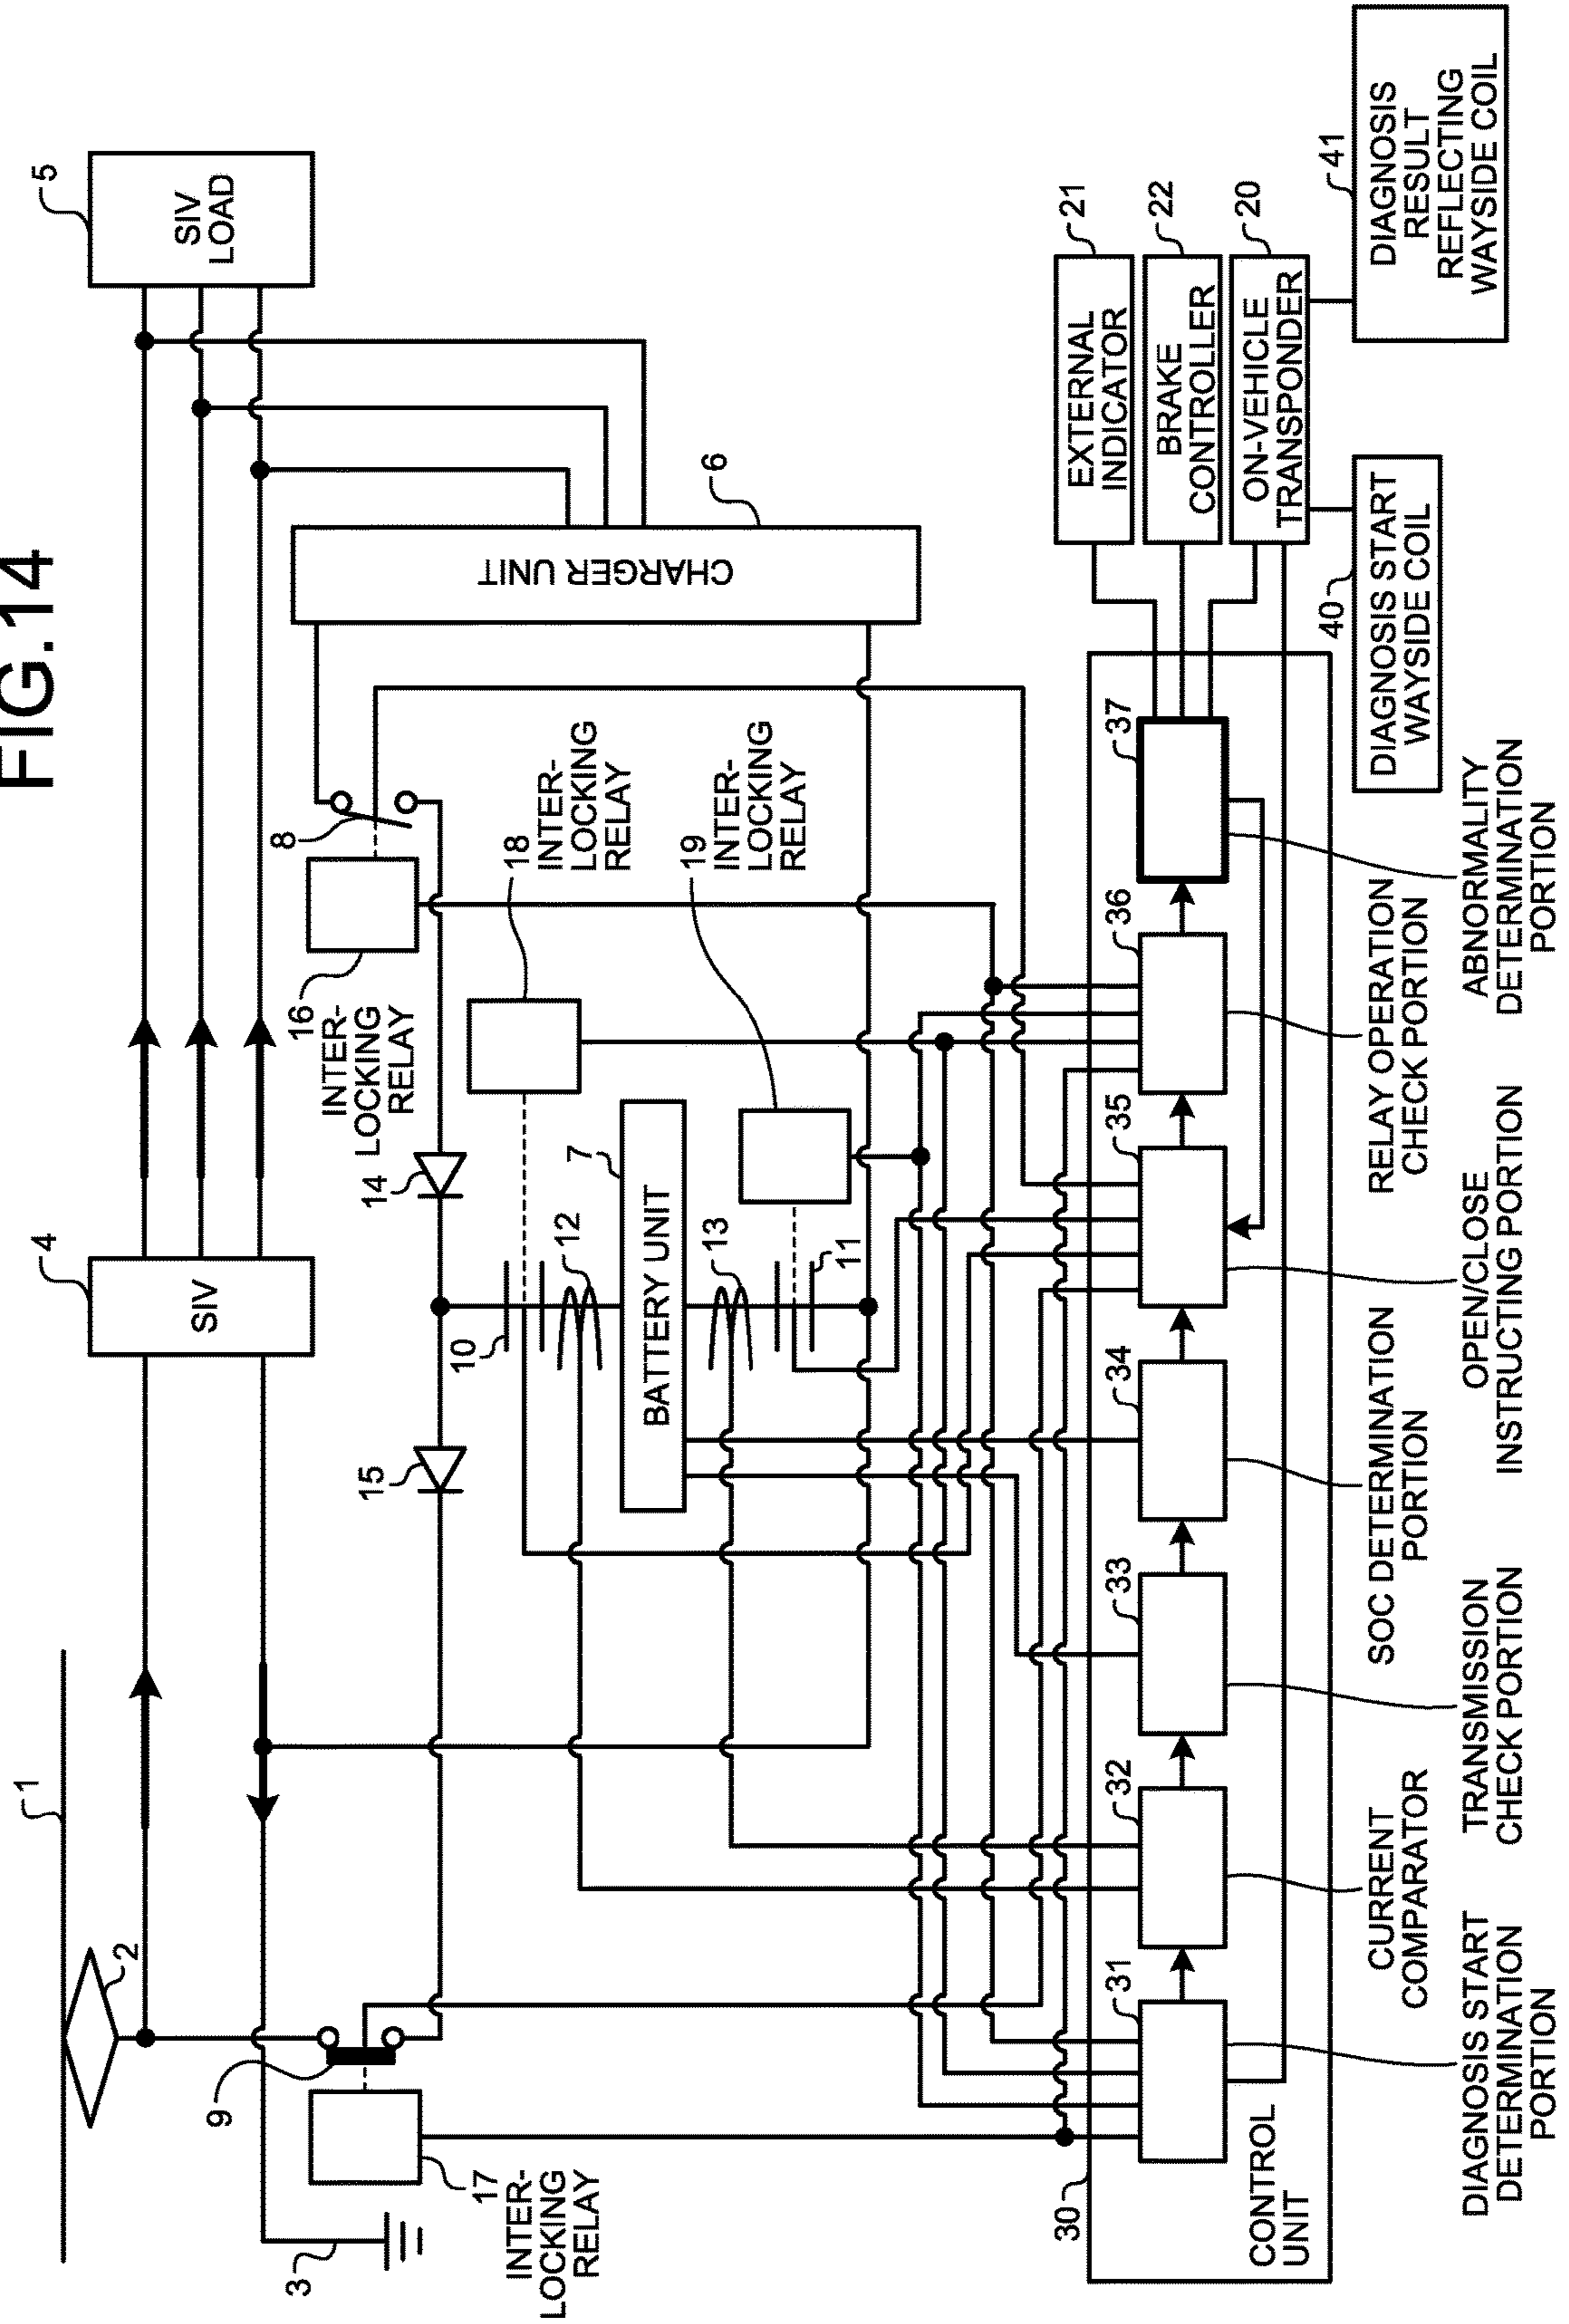 FIG.14
1
2
3
4
SIV
5
SIV
LOAD
6
CHARGER UNIT
7
BATTERY UNIT
8
9
10
11
12
13
14
15
16
INTER-
LOCKING
RELAY
17
INTER-
LOCKING
RELAY
18
INTER-
LOCKING
RELAY
19
INTER-
LOCKING
RELAY
21
EXTERNAL
INDICATOR
22
BRAKE
CONTROLLER
20
ON-VEHICLE
TRANSPONDER
41
DIAGNOSIS
RESULT
REFLECTING
WAYSIDE COIL
40
DIAGNOSIS START
WAYSIDE COIL
30
CONTROL
UNIT
31
32
33
34
35
36
37
DIAGNOSIS START
DETERMINATION
PORTION
CURRENT
COMPARATOR
TRANSMISSION
CHECK PORTION
SOC DETERMINATION
PORTION
OPEN/CLOSE
INSTRUCTING PORTION
RELAY OPERATION
CHECK PORTION
ABNORMALITY
DETERMINATION
PORTION